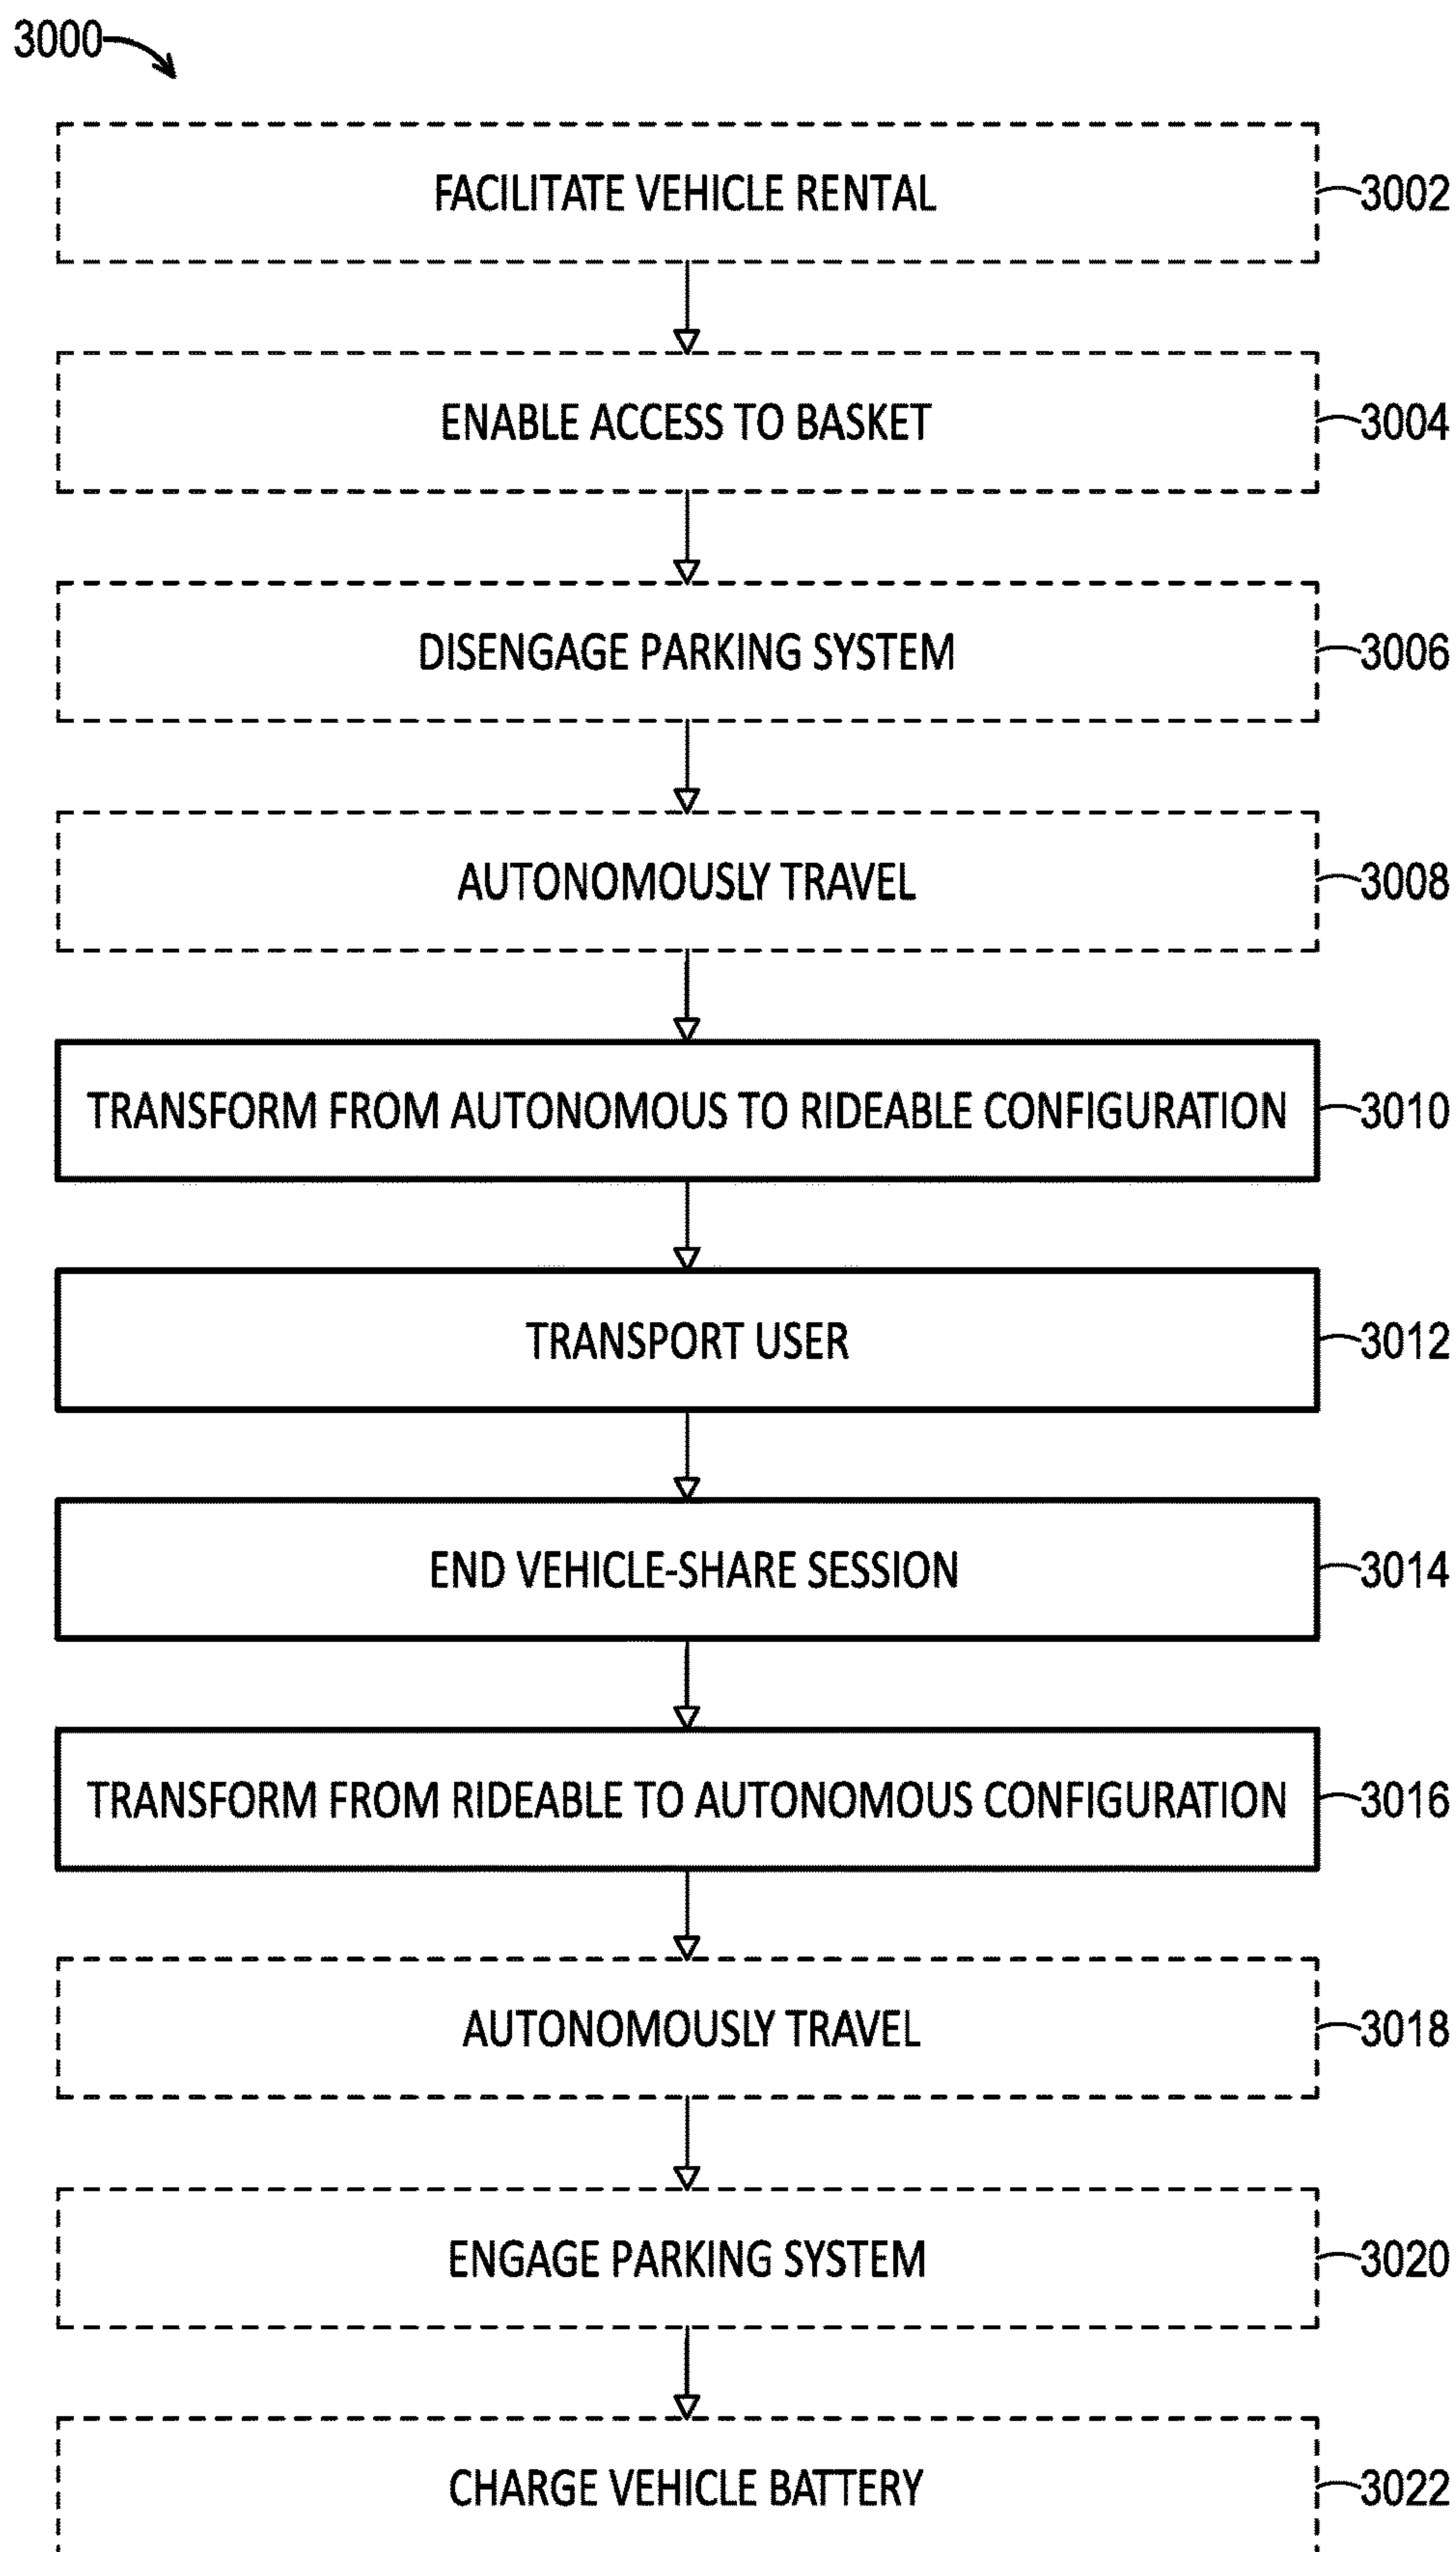 3000
FACILITATE VEHICLE RENTAL 3002
ENABLE ACCESS TO BASKET 3004
DISENGAGE PARKING SYSTEM 3006
AUTONOMOUSLY TRAVEL 3008
TRANSFORM FROM AUTONOMOUS TO RIDEABLE CONFIGURATION 3010
TRANSPORT USER 3012
END VEHICLE-SHARE SESSION 3014
TRANSFORM FROM RIDEABLE TO AUTONOMOUS CONFIGURATION 3016
AUTONOMOUSLY TRAVEL 3018
ENGAGE PARKING SYSTEM 3020
CHARGE VEHICLE BATTERY 3022